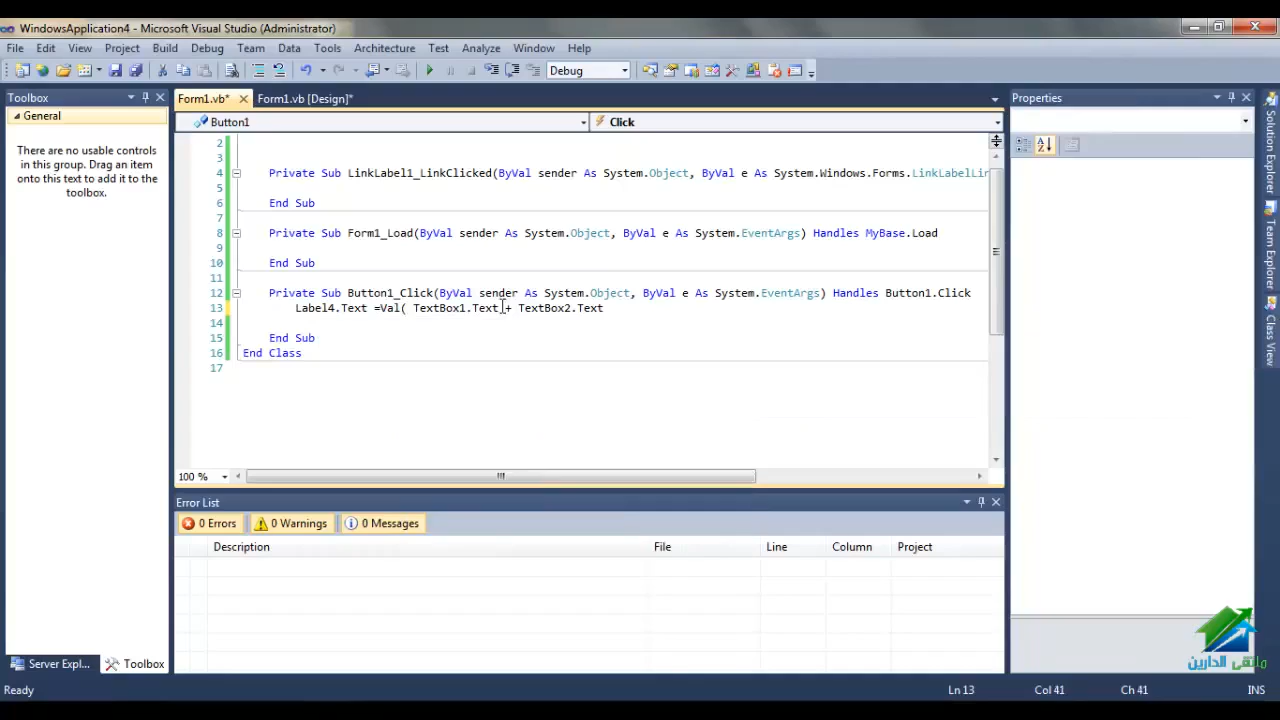 WindowsApplication4 - Microsoft Visual Studio (Administrator)
File Edit View Project Build Debug Team Data Tools Architecture Test Analyze Window Help
Debug
Toolbox
General
There are no usable controls
in this group. Drag an item
onto this text to add it to the
toolbox.
Server Expl... Toolbox
Form1.vb* Form1.vb [Design]*
Button1 Click
2
3
4 Private Sub LinkLabel1_LinkClicked(ByVal sender As System.Object, ByVal e As System.Windows.Forms.LinkLabelLin
5
6 End Sub
7
8 Private Sub Form1_Load(ByVal sender As System.Object, ByVal e As System.EventArgs) Handles MyBase.Load
9
10 End Sub
11
12 Private Sub Button1_Click(ByVal sender As System.Object, ByVal e As System.EventArgs) Handles Button1.Click
13 Label4.Text =Val( TextBox1.Text + TextBox2.Text
14
15 End Sub
16 End Class
17
100 %
Error List
0 Errors 0 Warnings 0 Messages
Description File Line Column Project
Properties
Solution Explorer
Team Explorer
Class View
ملتقى الدارين
Ready Ln 13 Col 41 Ch 41 INS